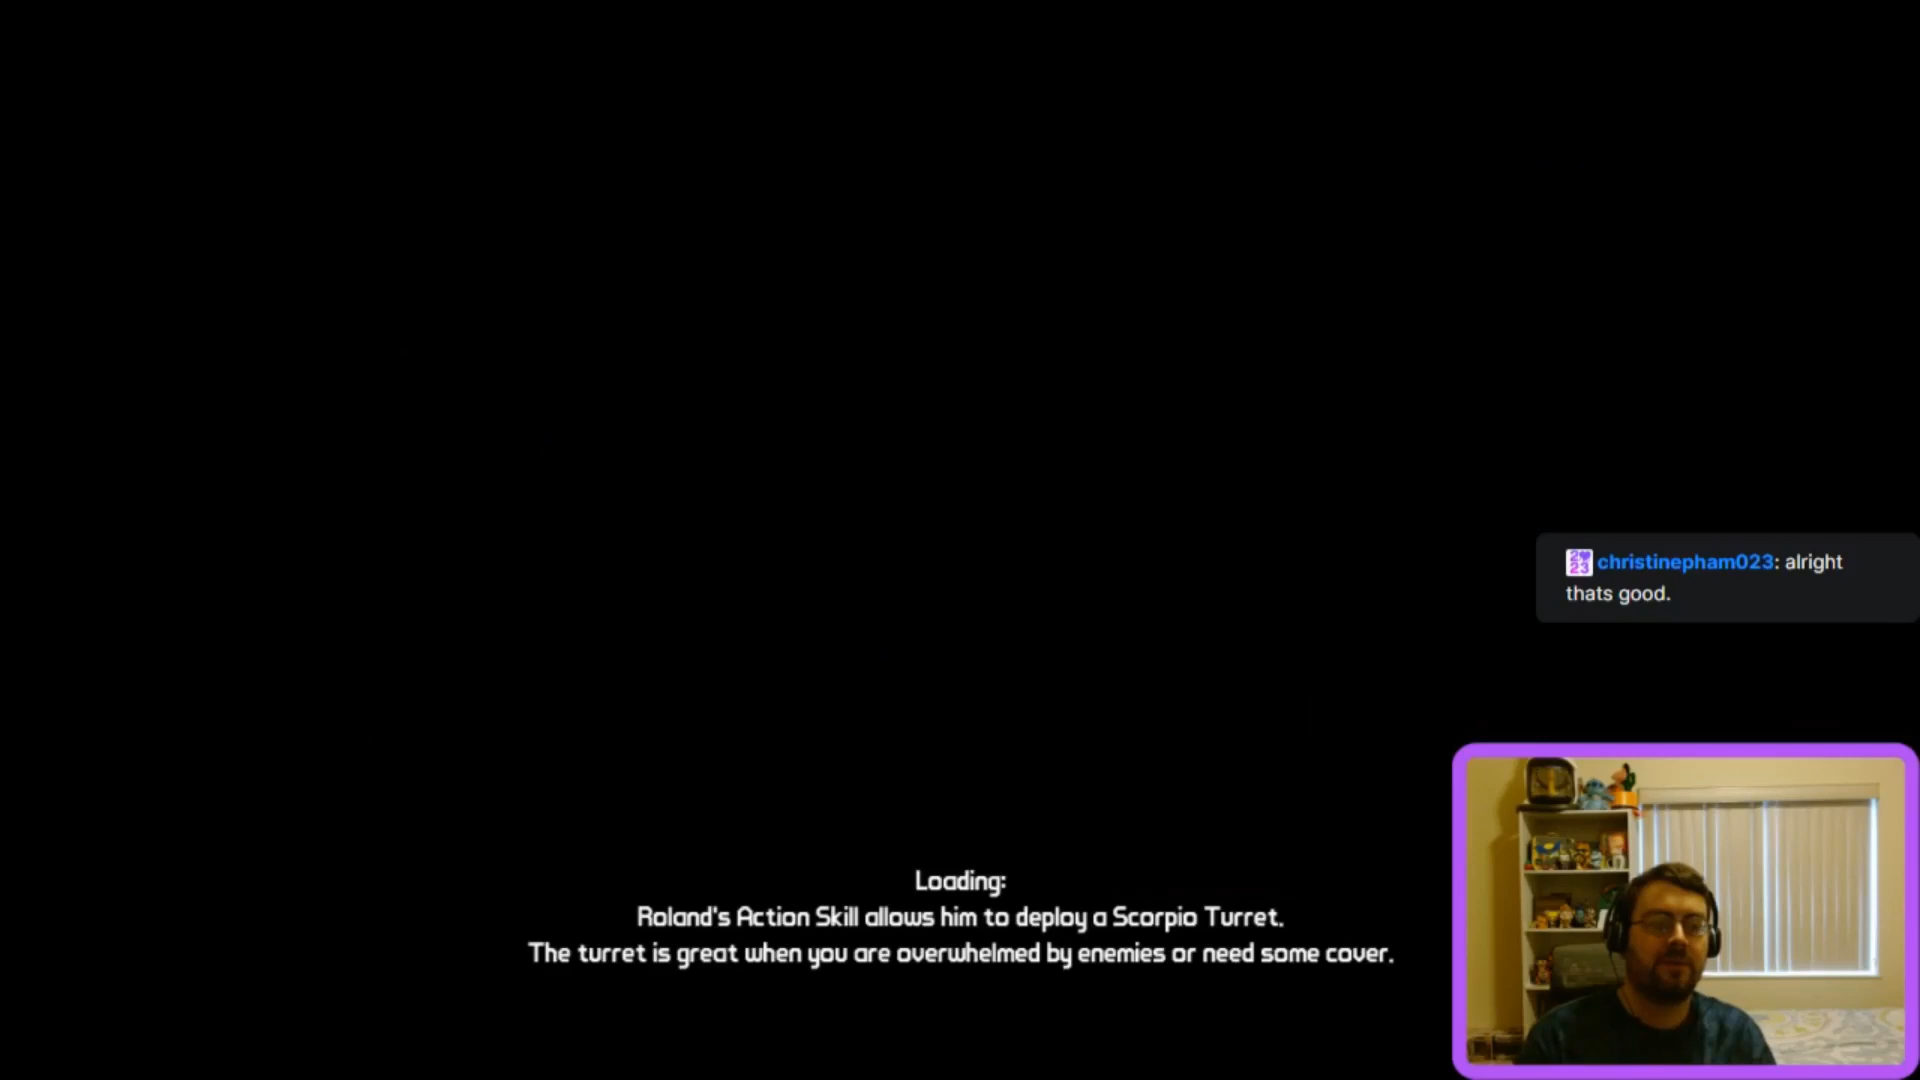 2023
christinepham023: alright
thats good.
Loading:
Roland's Action Skill allows him to deploy a Scorpio Turret.
The turret is great when you are overwhelmed by enemies or need some cover.